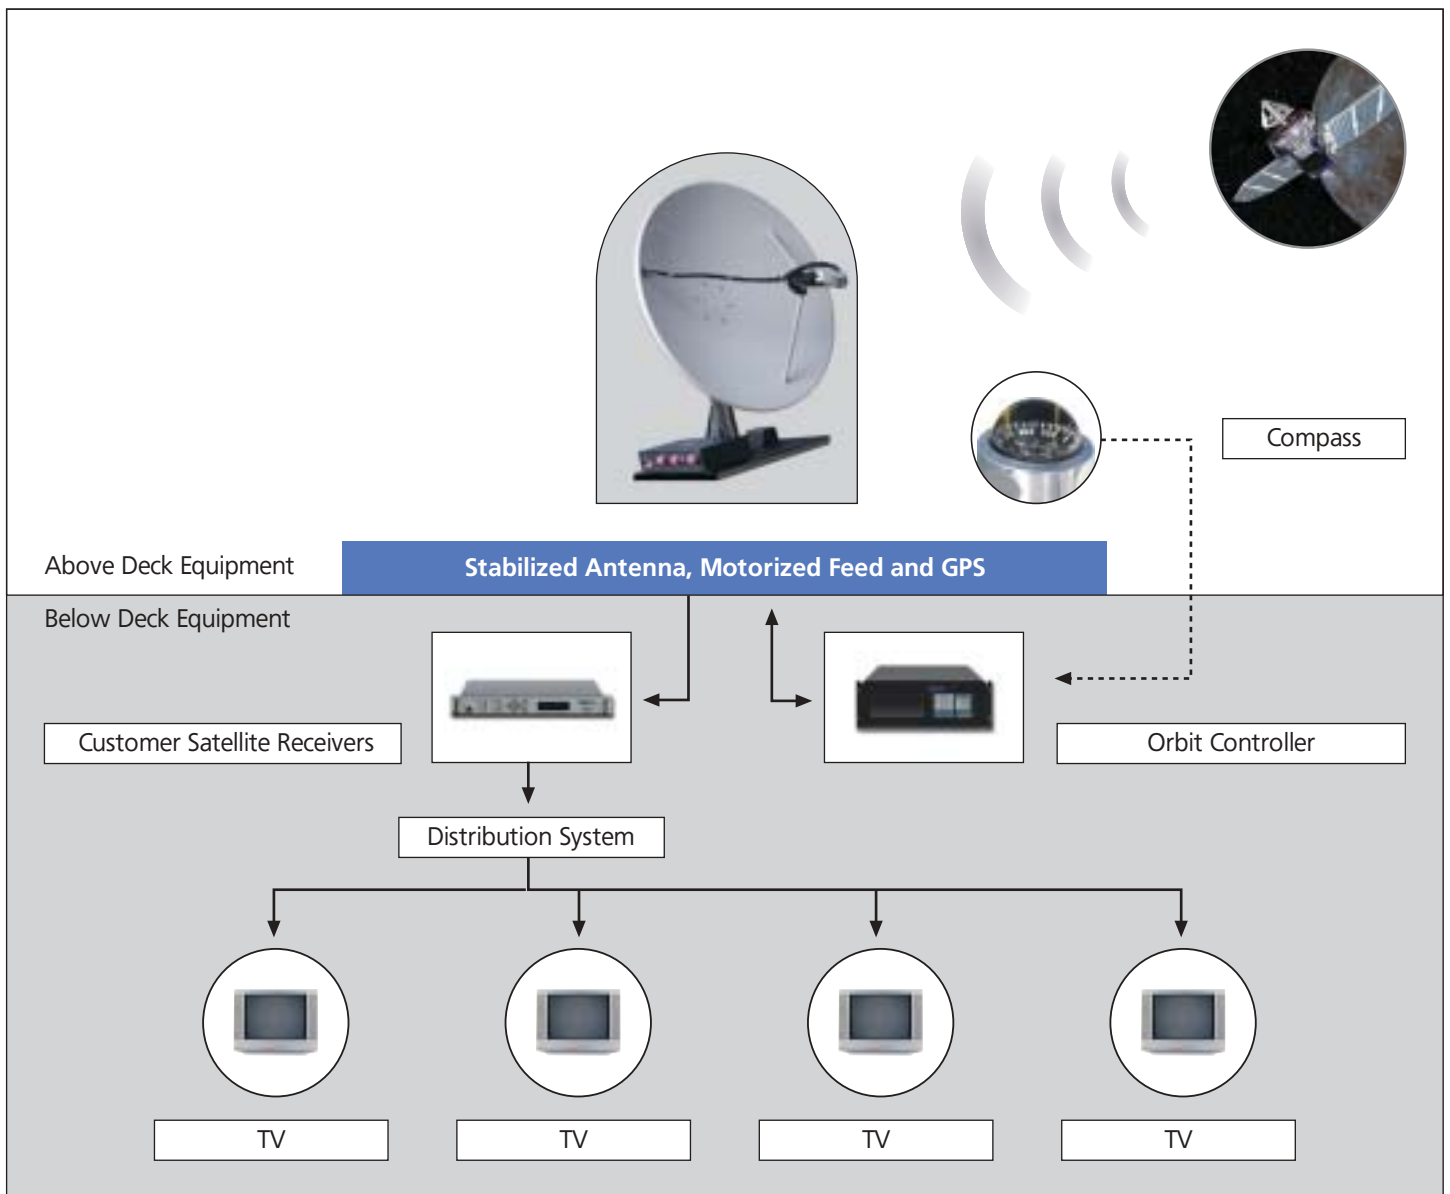 Compass
Above Deck Equipment
Stabilized Antenna, Motorized Feed and GPS
Below Deck Equipment
Customer Satellite Receivers
Orbit Controller
Distribution System
TV
TV
TV
TV